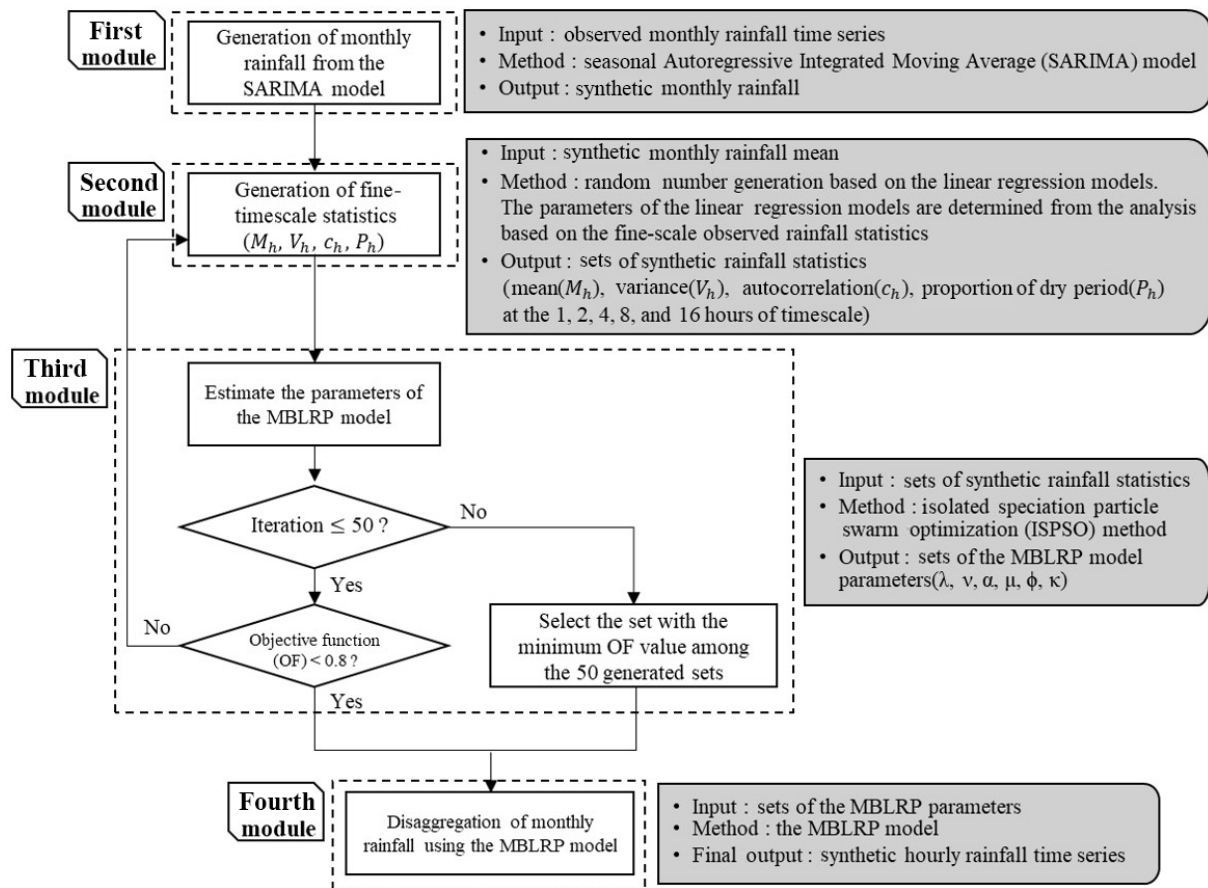 First
module
Generation of monthly
rainfall from the
SARIMA model
• Input : observed monthly rainfall time series
• Method : seasonal Autoregressive Integrated Moving Average (SARIMA) model
• Output : synthetic monthly rainfall
Second
module
Generation of fine-
timescale statistics
(M_h, V_h, c_h, P_h)
• Input : synthetic monthly rainfall mean
• Method : random number generation based on the linear regression models.
The parameters of the linear regression models are determined from the analysis
based on the fine-scale observed rainfall statistics
• Output : sets of synthetic rainfall statistics
(mean(M_h), variance(V_h), autocorrelation(c_h), proportion of dry period(P_h)
at the 1, 2, 4, 8, and 16 hours of timescale)
Third
module
Estimate the parameters of
the MBLRP model
Iteration ≤ 50 ?
No
Yes
Objective function
(OF) < 0.8 ?
No
Yes
Select the set with the
minimum OF value among
the 50 generated sets
• Input : sets of synthetic rainfall statistics
• Method : isolated speciation particle
swarm optimization (ISPSO) method
• Output : sets of the MBLRP model
parameters(λ, ν, α, μ, ϕ, κ)
Fourth
module
Disaggregation of monthly
rainfall using the MBLRP model
• Input : sets of the MBLRP parameters
• Method : the MBLRP model
• Final output : synthetic hourly rainfall time series